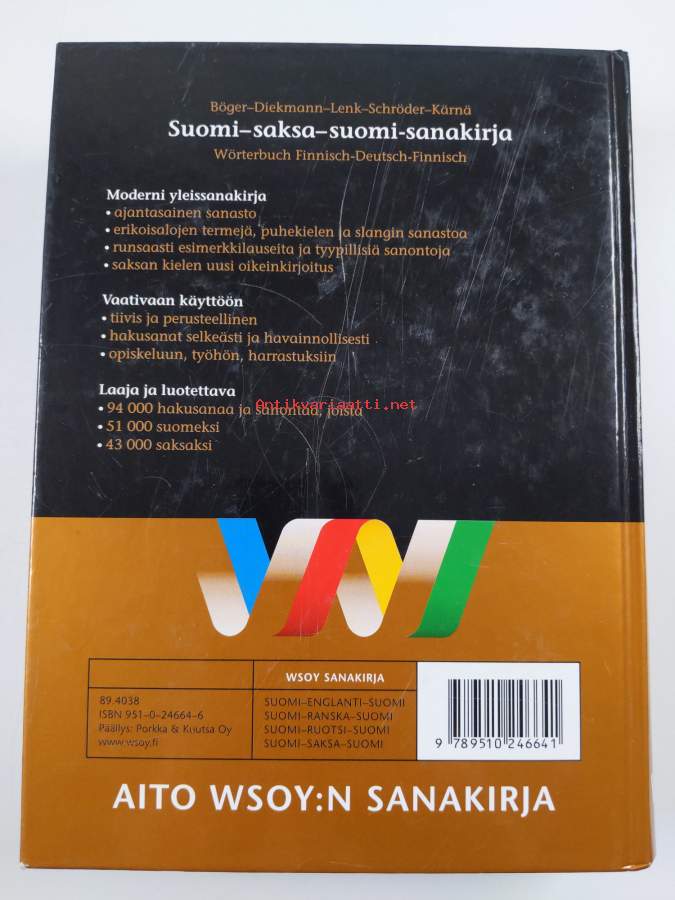 Böger–Diekmann–Lenk–Schröder–Kärnä
Suomi–saksa–suomi-sanakirja
Wörterbuch Finnisch-Deutsch-Finnisch
Moderni yleissanakirja
• ajantasainen sanasto
• erikoisalojen termejä, puhekielen ja slangin sanastoa
• runsaasti esimerkkilauseita ja tyypillisiä sanontoja
• saksan kielen uusi oikeinkirjoitus
Vaativaan käyttöön
• tiivis ja perusteellinen
• hakusanat selkeästi ja havainnollisesti
• opiskeluun, työhön, harrastuksiin
Laaja ja luotettava
Antikvariaatti.net
• 94 000 hakusanaa ja sanontaa, joista
• 51 000 suomeksi
• 43 000 saksaksi
WSOY SANAKIRJA
89.4038
ISBN 951-0-24664-6
Päällys: Porkka & Kuutsa Oy
www.wsoy.fi
SUOMI–ENGLANTI–SUOMI
SUOMI–RANSKA–SUOMI
SUOMI–RUOTSI–SUOMI
SUOMI–SAKSA–SUOMI
9 789510 246641
AITO WSOY:N SANAKIRJA